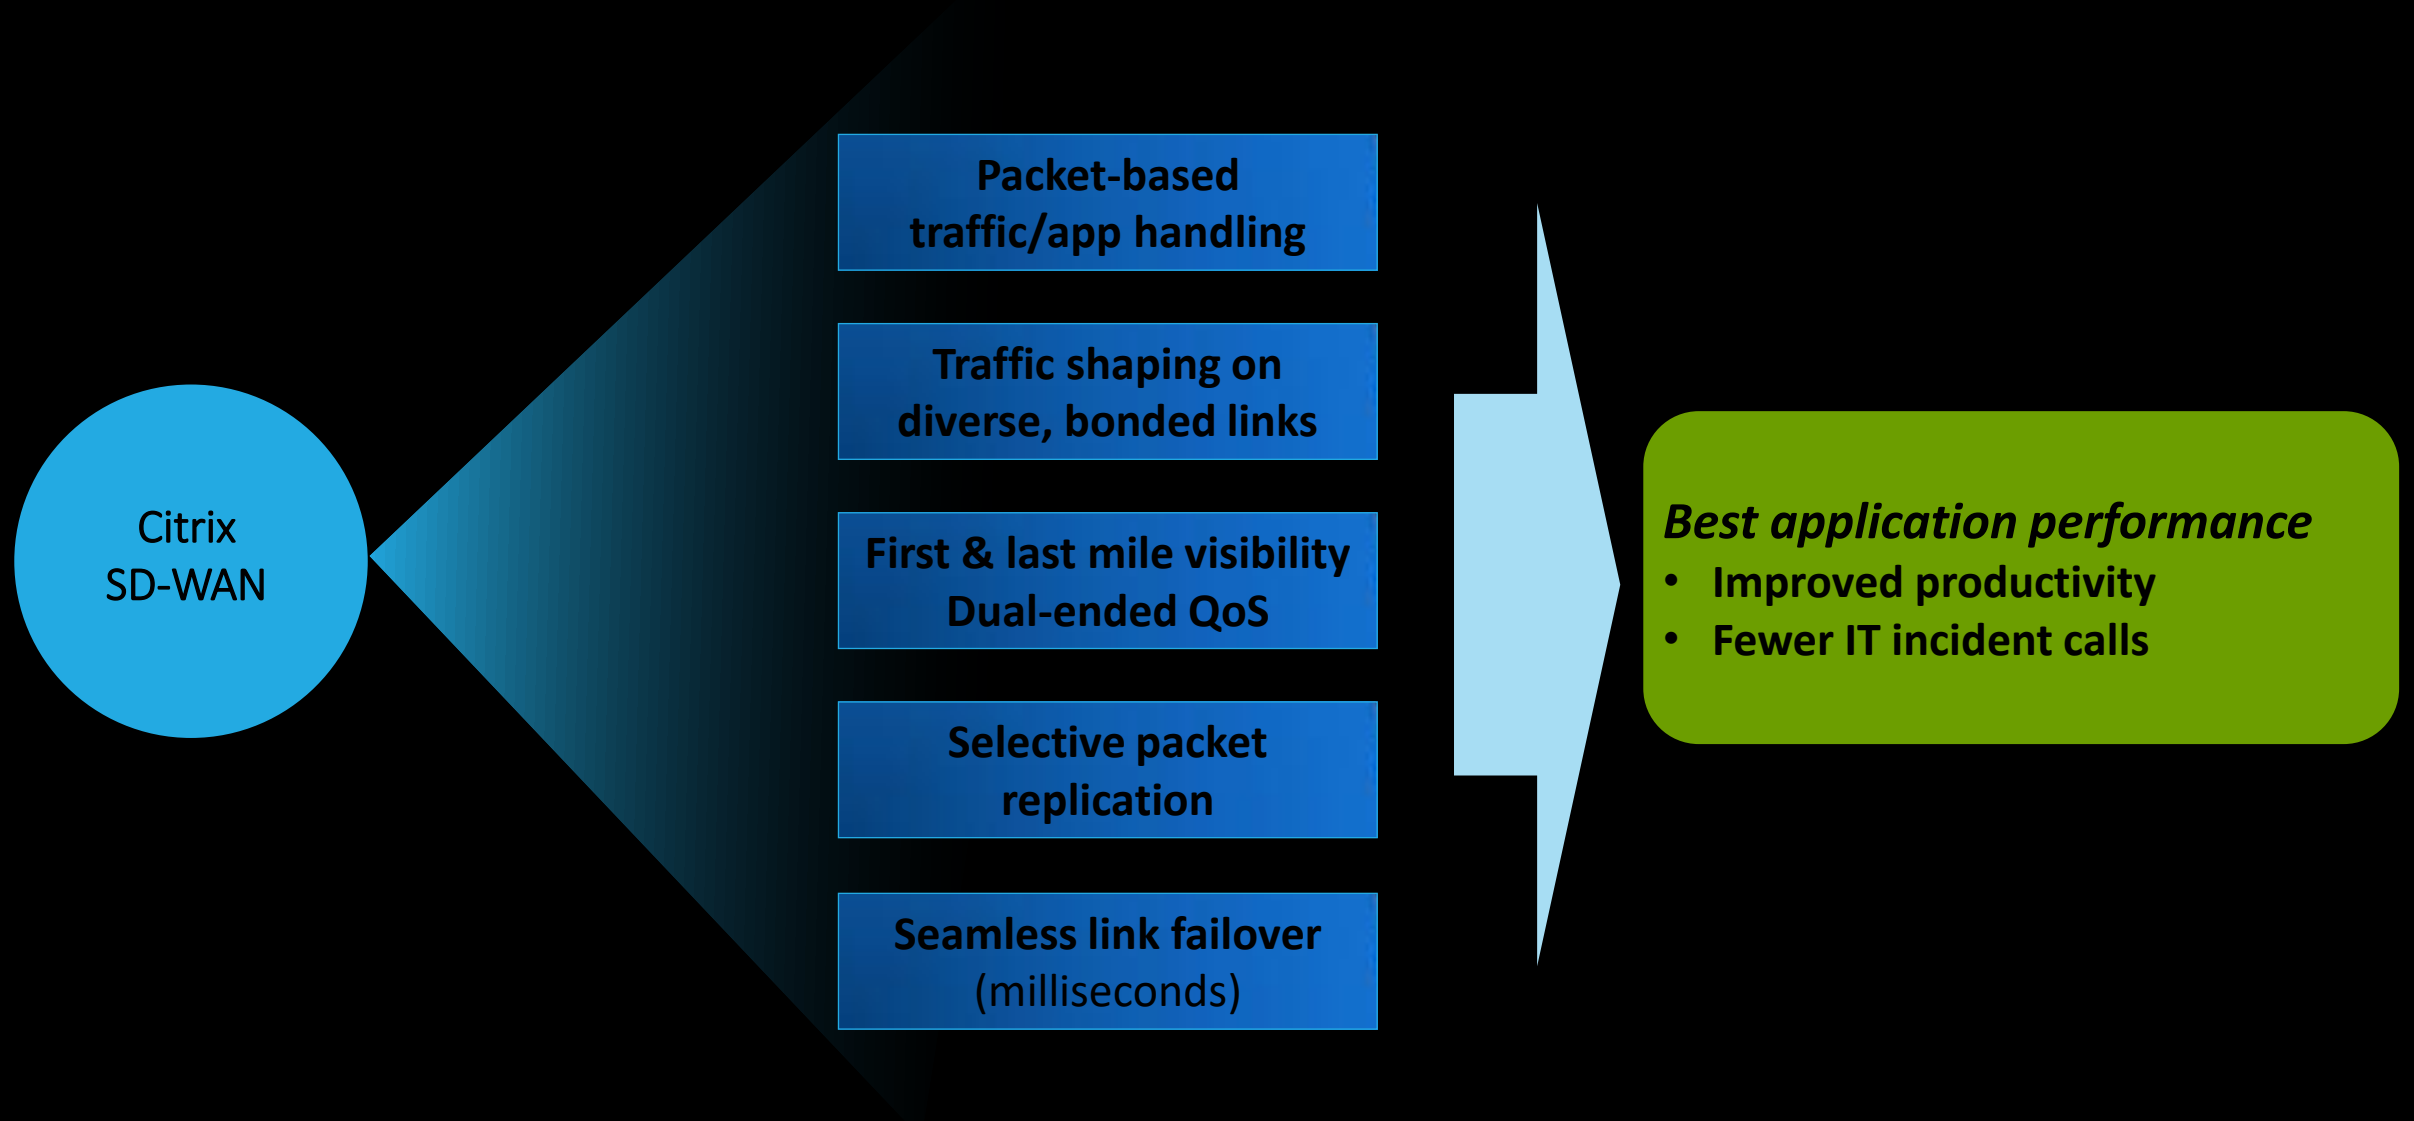 Citrix
SD-WAN
Packet-based
traffic/app handling
Traffic shaping on
diverse, bonded links
First & last mile visibility
Dual-ended QoS
Selective packet
replication
Seamless link failover
(milliseconds)
Best application performance
• Improved productivity
• Fewer IT incident calls